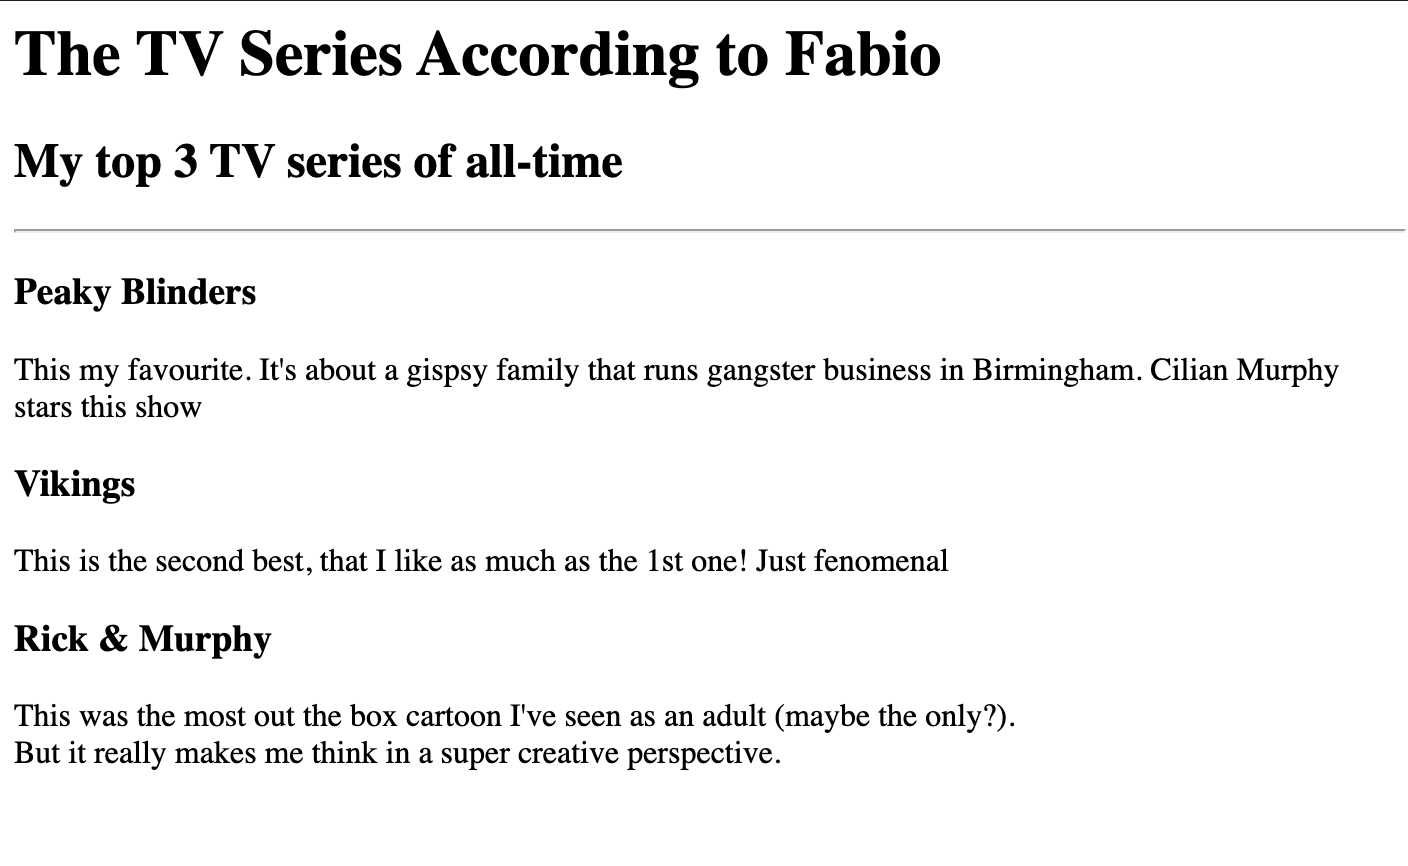 The TV Series According to Fabio
My top 3 TV series of all-time
Peaky Blinders
This my favourite. It's about a gispsy family that runs gangster business in Birmingham. Cilian Murphy
stars this show
Vikings
This is the second best, that I like as much as the 1st one! Just fenomenal
Rick & Murphy
This was the most out the box cartoon I've seen as an adult (maybe the only?).
But it really makes me think in a super creative perspective.